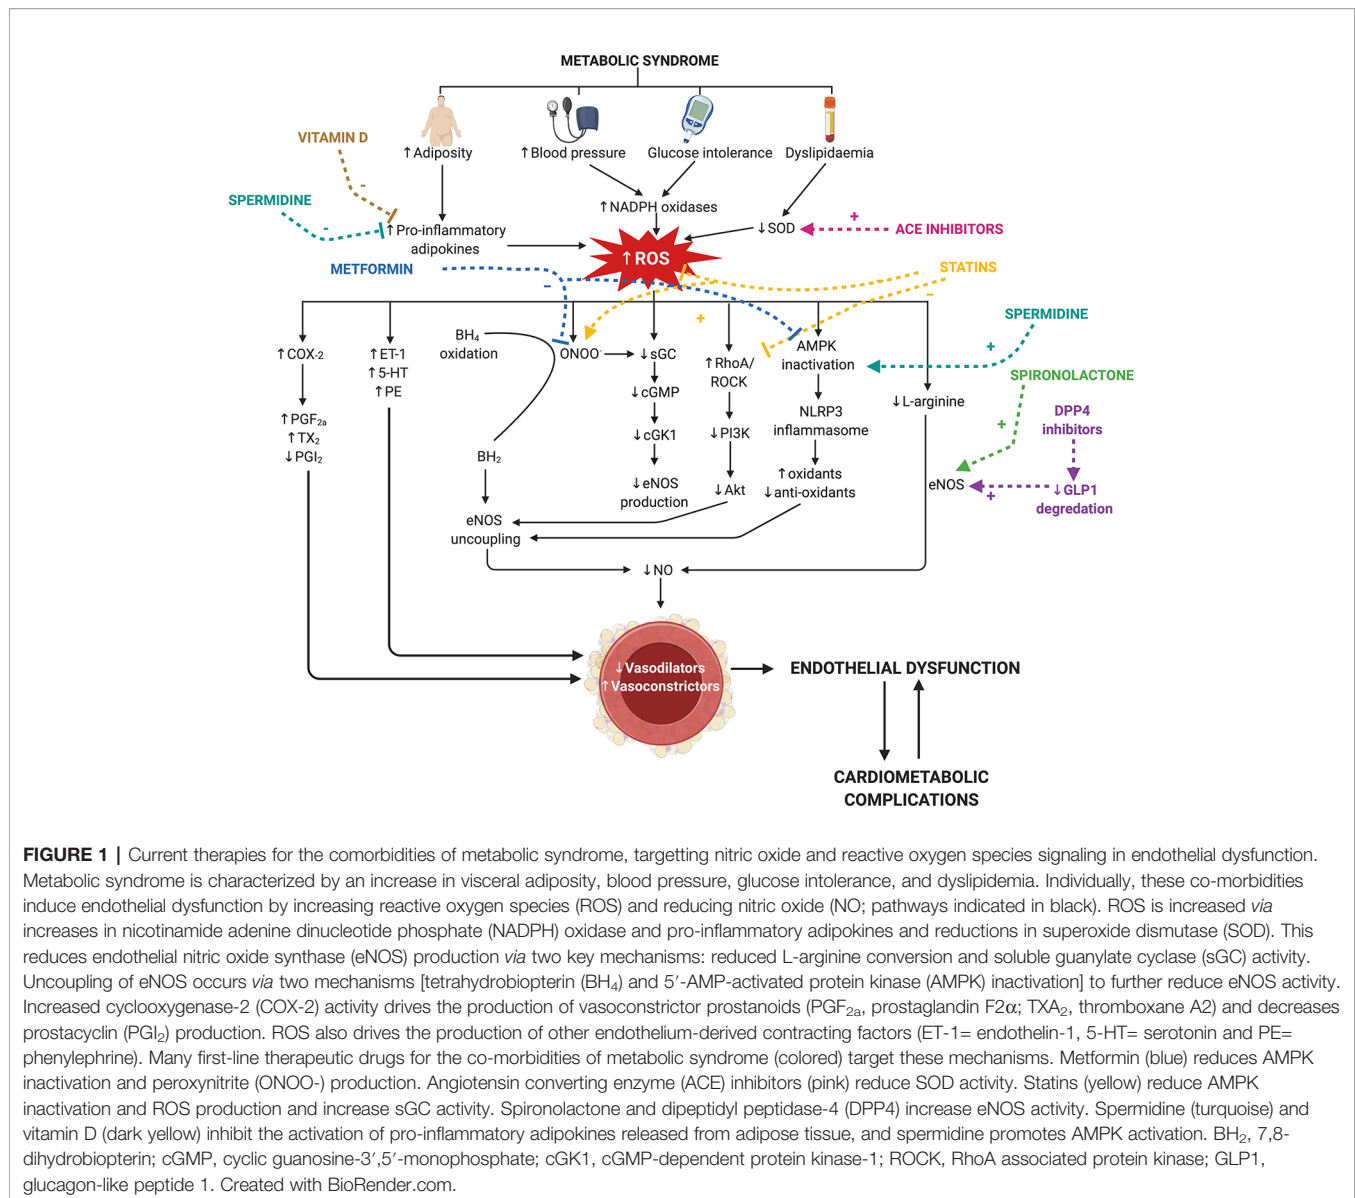 METABOLIC SYNDROME
↑Adiposity
↑Blood pressure
Glucose intolerance
Dyslipidaemia
VITAMIN D
-
SPERMIDINE
-
↑Pro-inflammatory
adipokines
↑NADPH oxidases
↓SOD
+
ACE INHIBITORS
↑ROS
METFORMIN
-
STATINS
-
-
+
SPERMIDINE
+
↑COX-2
↑PGF2a
↑TX2
↓PGI2
↑ET-1
↑5-HT
↑PE
BH4
oxidation
BH2
ONOO-
↓sGC
↓cGMP
↓cGK1
↓eNOS
production
↑RhoA/
ROCK
↓PI3K
↓Akt
AMPK
inactivation
NLRP3
inflammasome
↑oxidants
↓anti-oxidants
↓L-arginine
SPIRONOLACTONE
+
DPP4
inhibitors
eNOS
+
↓GLP1
degredation
eNOS
uncoupling
↓NO
↓Vasodilators
↑Vasoconstrictors
ENDOTHELIAL DYSFUNCTION
CARDIOMETABOLIC
COMPLICATIONS
FIGURE 1 | Current therapies for the comorbidities of metabolic syndrome, targetting nitric oxide and reactive oxygen species signaling in endothelial dysfunction.
Metabolic syndrome is characterized by an increase in visceral adiposity, blood pressure, glucose intolerance, and dyslipidemia. Individually, these co-morbidities
induce endothelial dysfunction by increasing reactive oxygen species (ROS) and reducing nitric oxide (NO; pathways indicated in black). ROS is increased via
increases in nicotinamide adenine dinucleotide phosphate (NADPH) oxidase and pro-inflammatory adipokines and reductions in superoxide dismutase (SOD). This
reduces endothelial nitric oxide synthase (eNOS) production via two key mechanisms: reduced L-arginine conversion and soluble guanylate cyclase (sGC) activity.
Uncoupling of eNOS occurs via two mechanisms [tetrahydrobiopterin (BH4) and 5′-AMP-activated protein kinase (AMPK) inactivation] to further reduce eNOS activity.
Increased cyclooxygenase-2 (COX-2) activity drives the production of vasoconstrictor prostanoids (PGF2a, prostaglandin F2α; TXA2, thromboxane A2) and decreases
prostacyclin (PGI2) production. ROS also drives the production of other endothelium-derived contracting factors (ET-1= endothelin-1, 5-HT= serotonin and PE=
phenylephrine). Many first-line therapeutic drugs for the co-morbidities of metabolic syndrome (colored) target these mechanisms. Metformin (blue) reduces AMPK
inactivation and peroxynitrite (ONOO-) production. Angiotensin converting enzyme (ACE) inhibitors (pink) reduce SOD activity. Statins (yellow) reduce AMPK
inactivation and ROS production and increase sGC activity. Spironolactone and dipeptidyl peptidase-4 (DPP4) increase eNOS activity. Spermidine (turquoise) and
vitamin D (dark yellow) inhibit the activation of pro-inflammatory adipokines released from adipose tissue, and spermidine promotes AMPK activation. BH2, 7,8-
dihydrobiopterin; cGMP, cyclic guanosine-3′,5′-monophosphate; cGK1, cGMP-dependent protein kinase-1; ROCK, RhoA associated protein kinase; GLP1,
glucagon-like peptide 1. Created with BioRender.com.